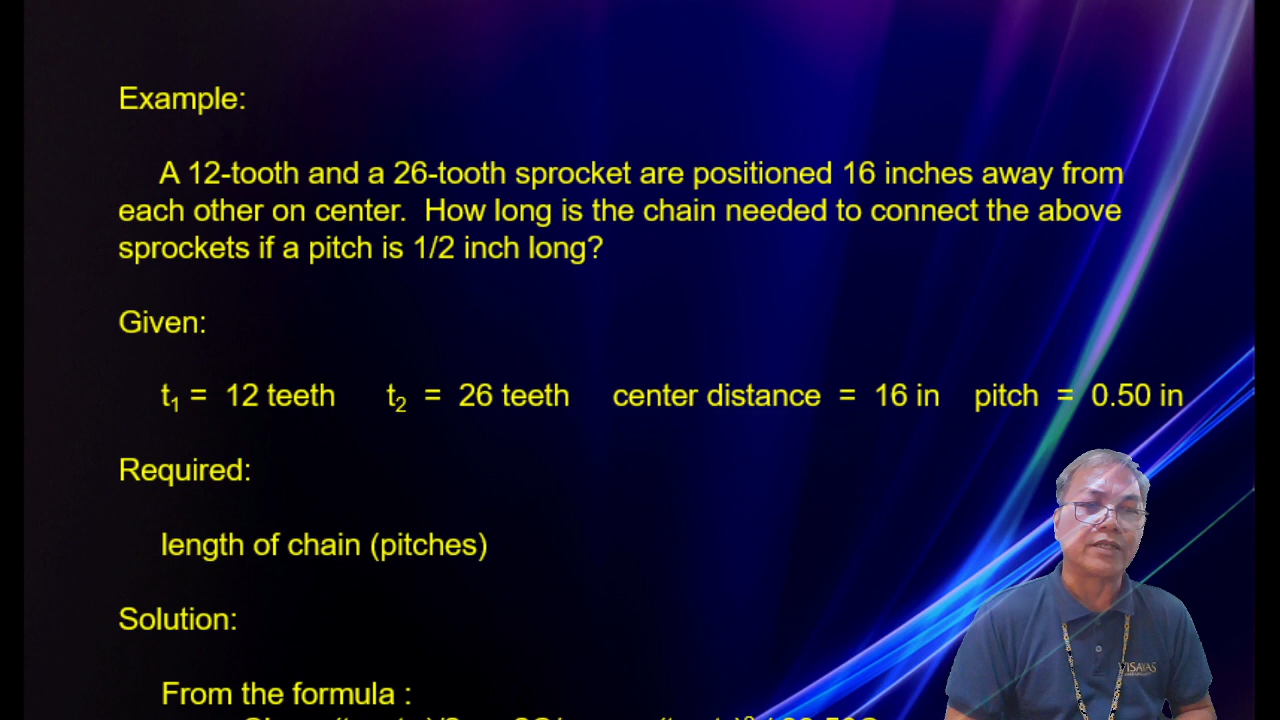 Example:
A 12-tooth and a 26-tooth sprocket are positioned 16 inches away from
each other on center. How long is the chain needed to connect the above
sprockets if a pitch is 1/2 inch long?
Given:
t₁ = 12 teeth t₂ = 26 teeth center distance = 16 in pitch = 0.50 in
Required:
length of chain (pitches)
Solution:
From the formula :
VISAYAS